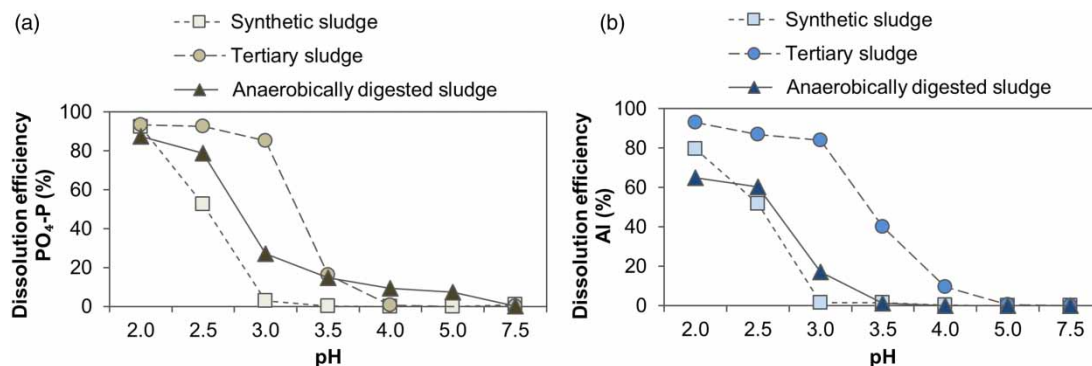 (a)
Synthetic sludge
Tertiary sludge
Anaerobically digested sludge
Dissolution efficiency
PO₄-P (%)
100
80
60
40
20
0
2.0 2.5 3.0 3.5 4.0 5.0 7.5
pH
(b)
Synthetic sludge
Tertiary sludge
Anaerobically digested sludge
Dissolution efficiency
Al (%)
100
80
60
40
20
0
2.0 2.5 3.0 3.5 4.0 5.0 7.5
pH